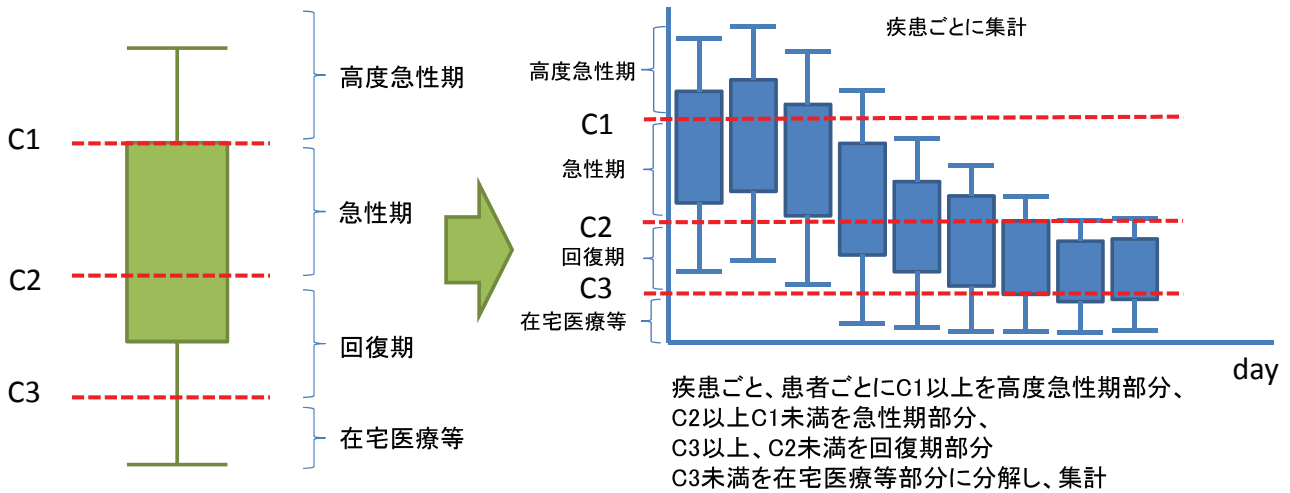 高度急性期
C1
急性期
C2
回復期
C3
在宅医療等
疾患ごとに集計
高度急性期
C1
急性期
C2
回復期
C3
在宅医療等
day
疾患ごと、患者ごとにC1以上を高度急性期部分、
C2以上C1未満を急性期部分、
C3以上、C2未満を回復期部分
C3未満を在宅医療等部分に分解し、集計